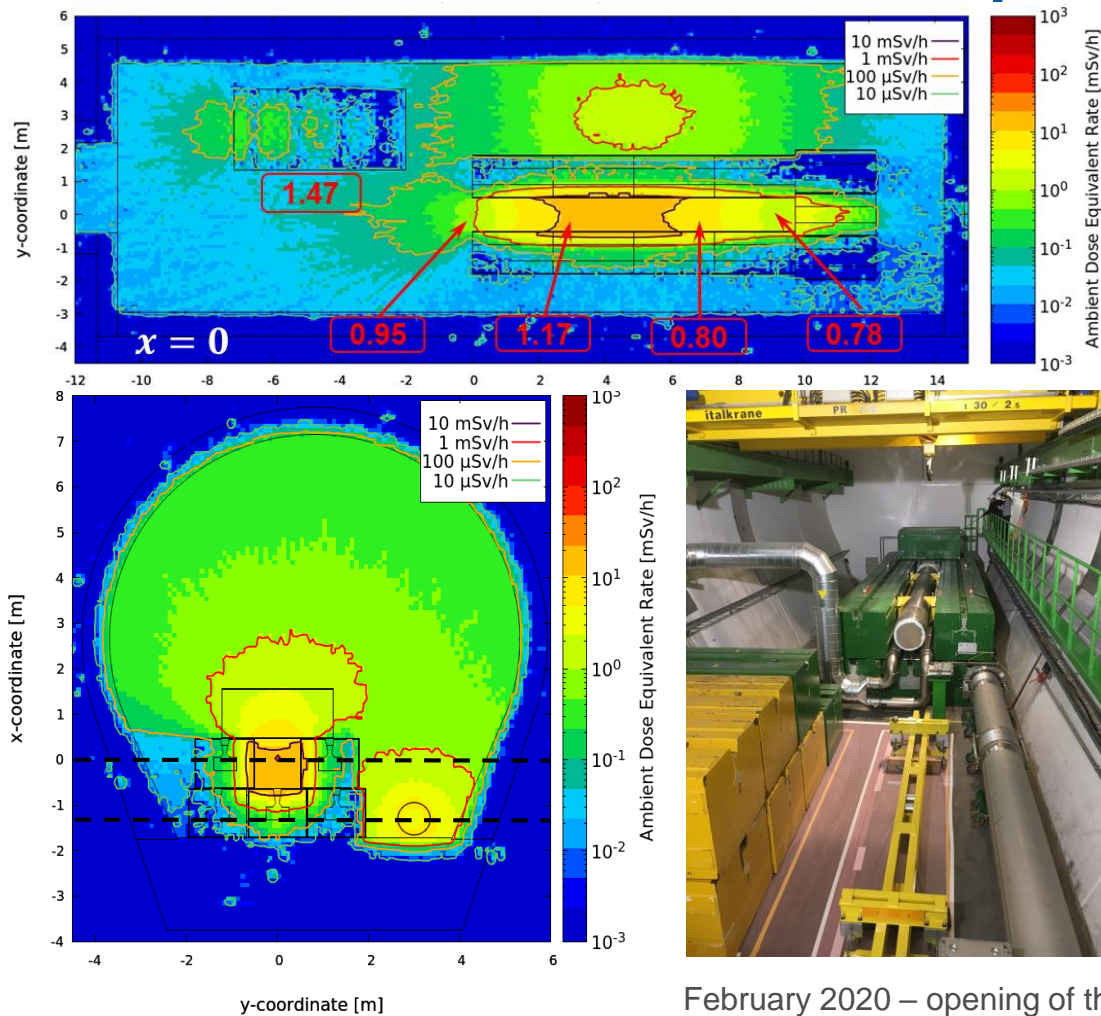 6
5
4
3
2
1
0
-1
-2
-3
-4
y-coordinate [m]
10 mSv/h
1 mSv/h
100 µSv/h
10 µSv/h
1.47
0.95
1.17
0.80
0.78
x = 0
-12 -10 -8 -6 -4 -2 0 2 4 6 8 10 12 14
10³
10²
10¹
10⁰
10⁻¹
10⁻²
10⁻³
Ambient Dose Equivalent Rate [mSv/h]
8
7
6
5
4
3
2
1
0
-1
-2
-3
-4
x-coordinate [m]
10 mSv/h
1 mSv/h
100 µSv/h
10 µSv/h
-4 -2 0 2 4 6
y-coordinate [m]
10³
10²
10¹
10⁰
10⁻¹
10⁻²
10⁻³
Ambient Dose Equivalent Rate [mSv/h]
italkrane PR
February 2020 – opening of